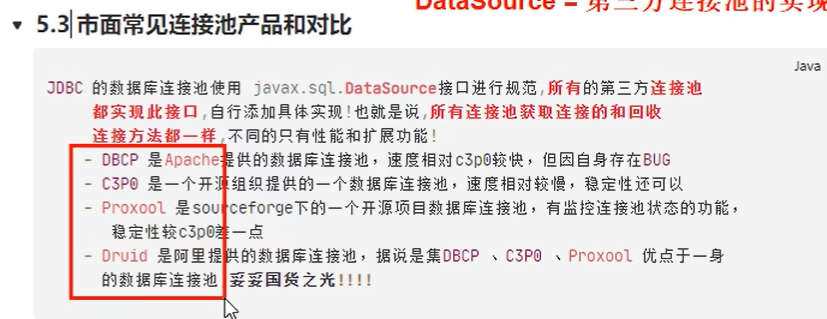 DataSource = 第三方连接池的实现
5.3 市面常见连接池产品和对比
Java
JDBC 的数据库连接池使用 javax.sql.DataSource接口进行规范,所有的第三方连接池
都实现此接口,自行添加具体实现!也就是说,所有连接池获取连接的和回收
连接方法都一样,不同的只有性能和扩展功能!
- DBCP 是Apache提供的数据库连接池，速度相对c3p0较快，但因自身存在BUG
- C3P0 是一个开源组织提供的一个数据库连接池，速度相对较慢，稳定性还可以
- Proxool 是sourceforge下的一个开源项目数据库连接池，有监控连接池状态的功能，
稳定性较c3p0差一点
- Druid 是阿里提供的数据库连接池，据说是集DBCP 、C3P0 、Proxool 优点于一身
的数据库连接池,妥妥国货之光!!!!